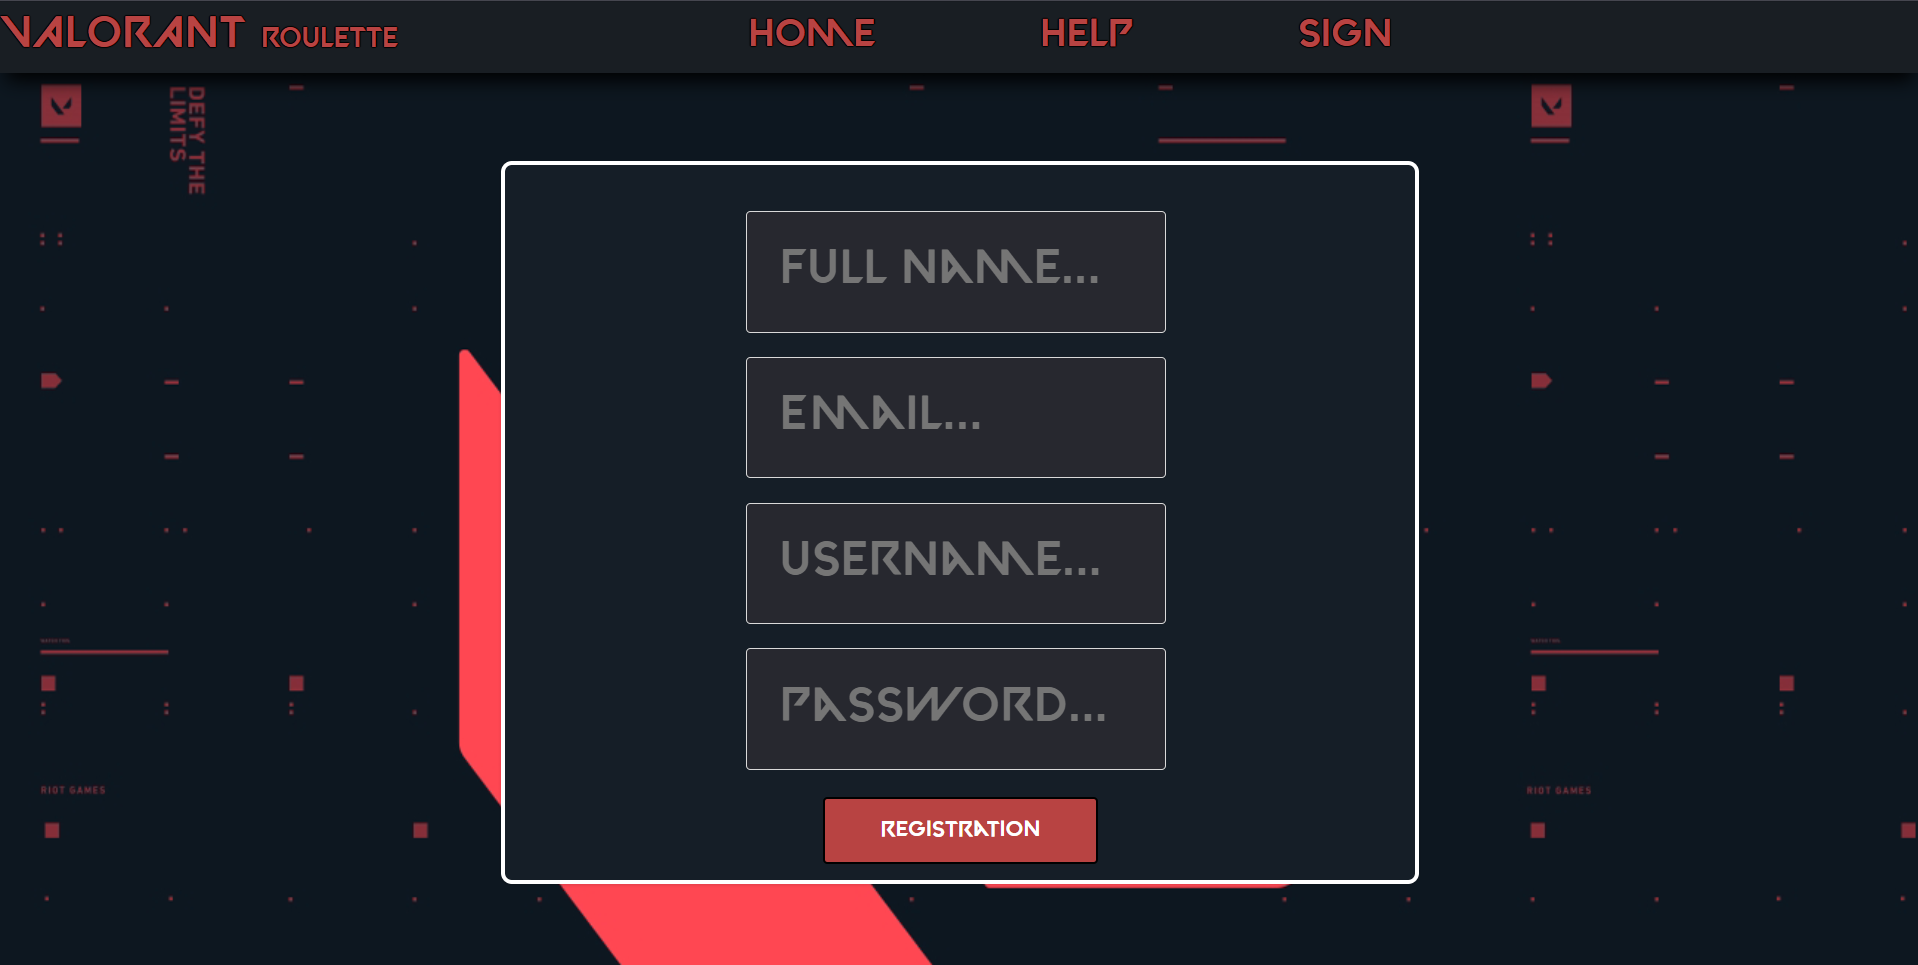 VALORANT ROULETTE HOME HELP SIGN
DEFY THE
LIMITS
FULL NAME...
EMAIL...
USERNAME...
PASSWORD...
REGISTRATION
RIOT GAMES
RIOT GAMES